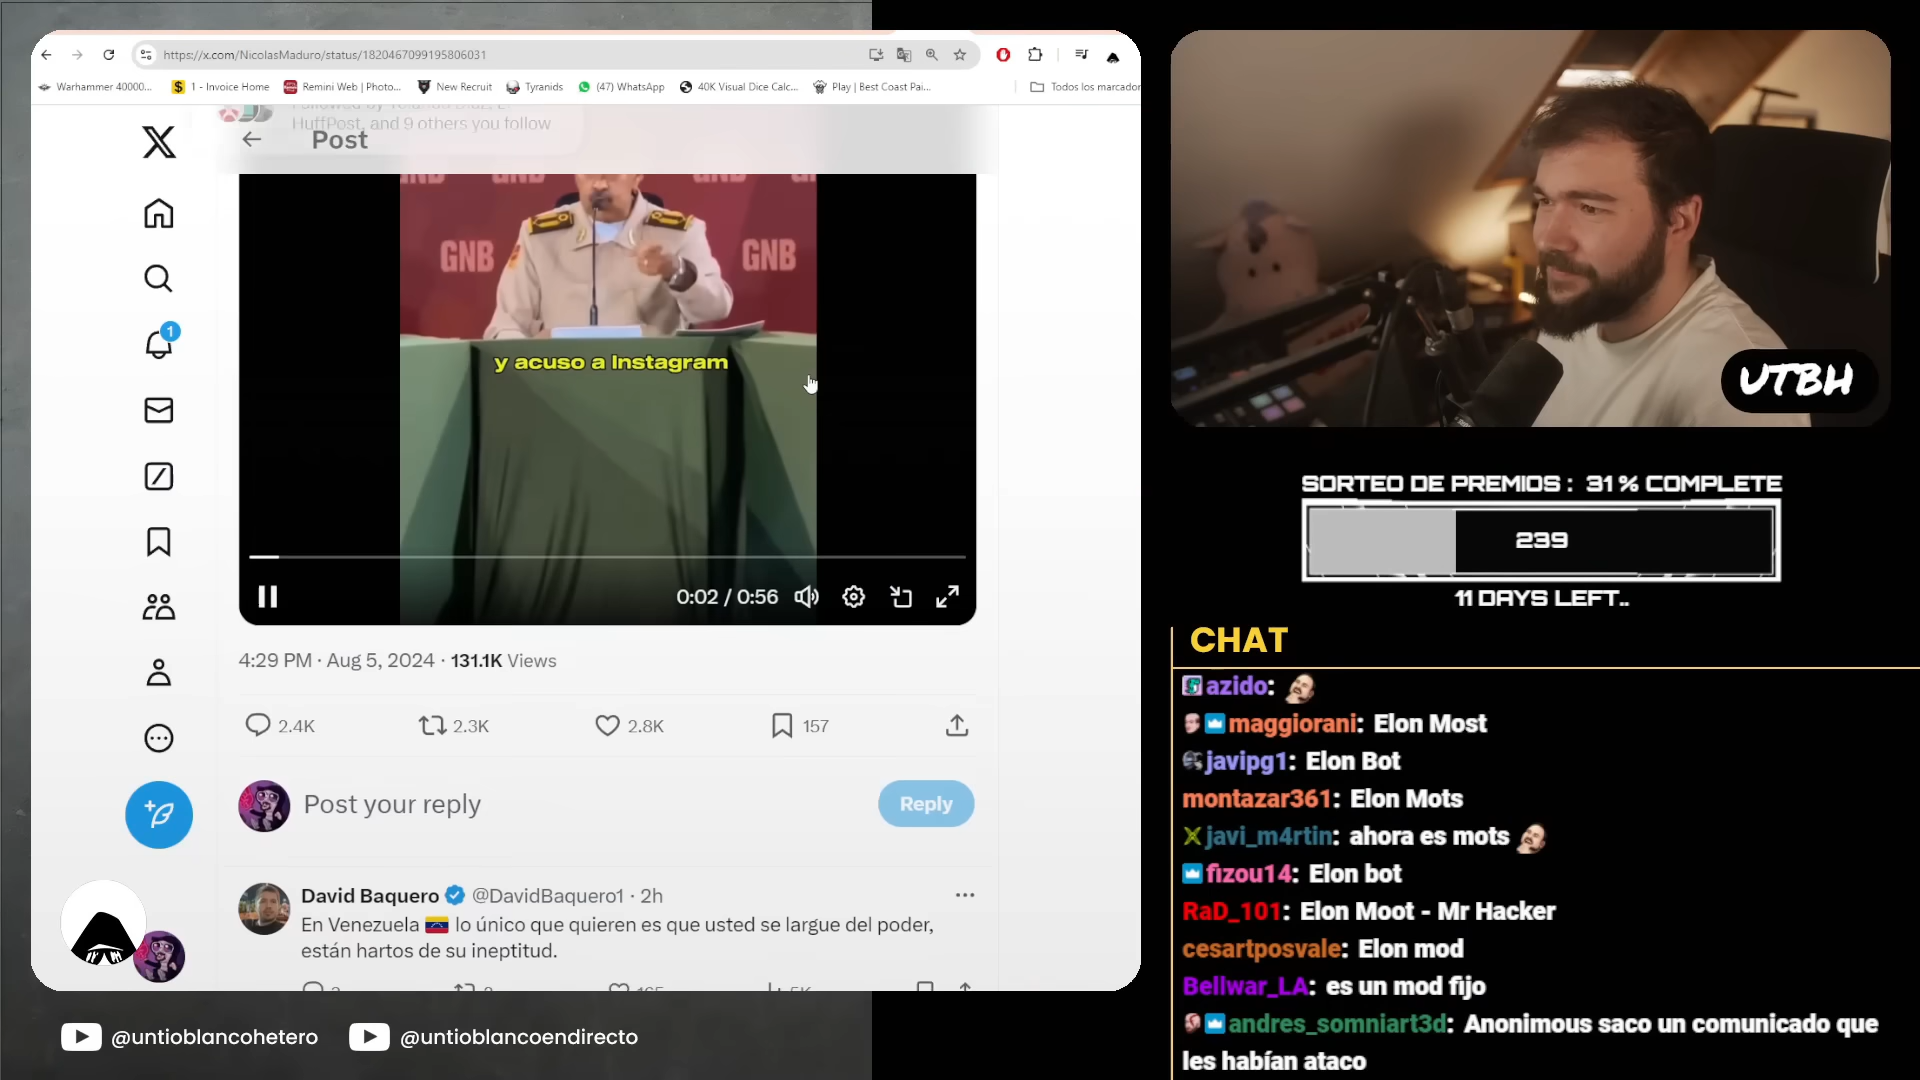 https://x.com/NicolasMaduro/status/1820467099195806031
Warhammer 40000...
1 - Invoice Home
Remini Web | Photo...
New Recruit
Tyranids
(47) WhatsApp
40K Visual Dice Calc...
Play | Best Coast Pai...
Todos los marcador
HuffPost, and 9 others you follow
Post
GNB
GNB
y acuso a Instagram
0:02 / 0:56
1
4:29 PM · Aug 5, 2024 · 131.1K Views
2.4K
2.3K
2.8K
157
Post your reply
Reply
David Baquero @DavidBaquero1 · 2h
En Venezuela lo único que quieren es que usted se largue del poder,
están hartos de su ineptitud.
@untioblancohetero
@untioblancoendirecto
UTBH
SORTEO DE PREMIOS : 31% COMPLETE
239
11 DAYS LEFT..
CHAT
azido:
maggiorani: Elon Most
javipg1: Elon Bot
montazar361: Elon Mots
javi_m4rtin: ahora es mots
fizou14: Elon bot
RaD_101: Elon Moot - Mr Hacker
cesartposvale: Elon mod
Bellwar_LA: es un mod fijo
andres_somniart3d: Anonimous saco un comunicado que
les habían ataco